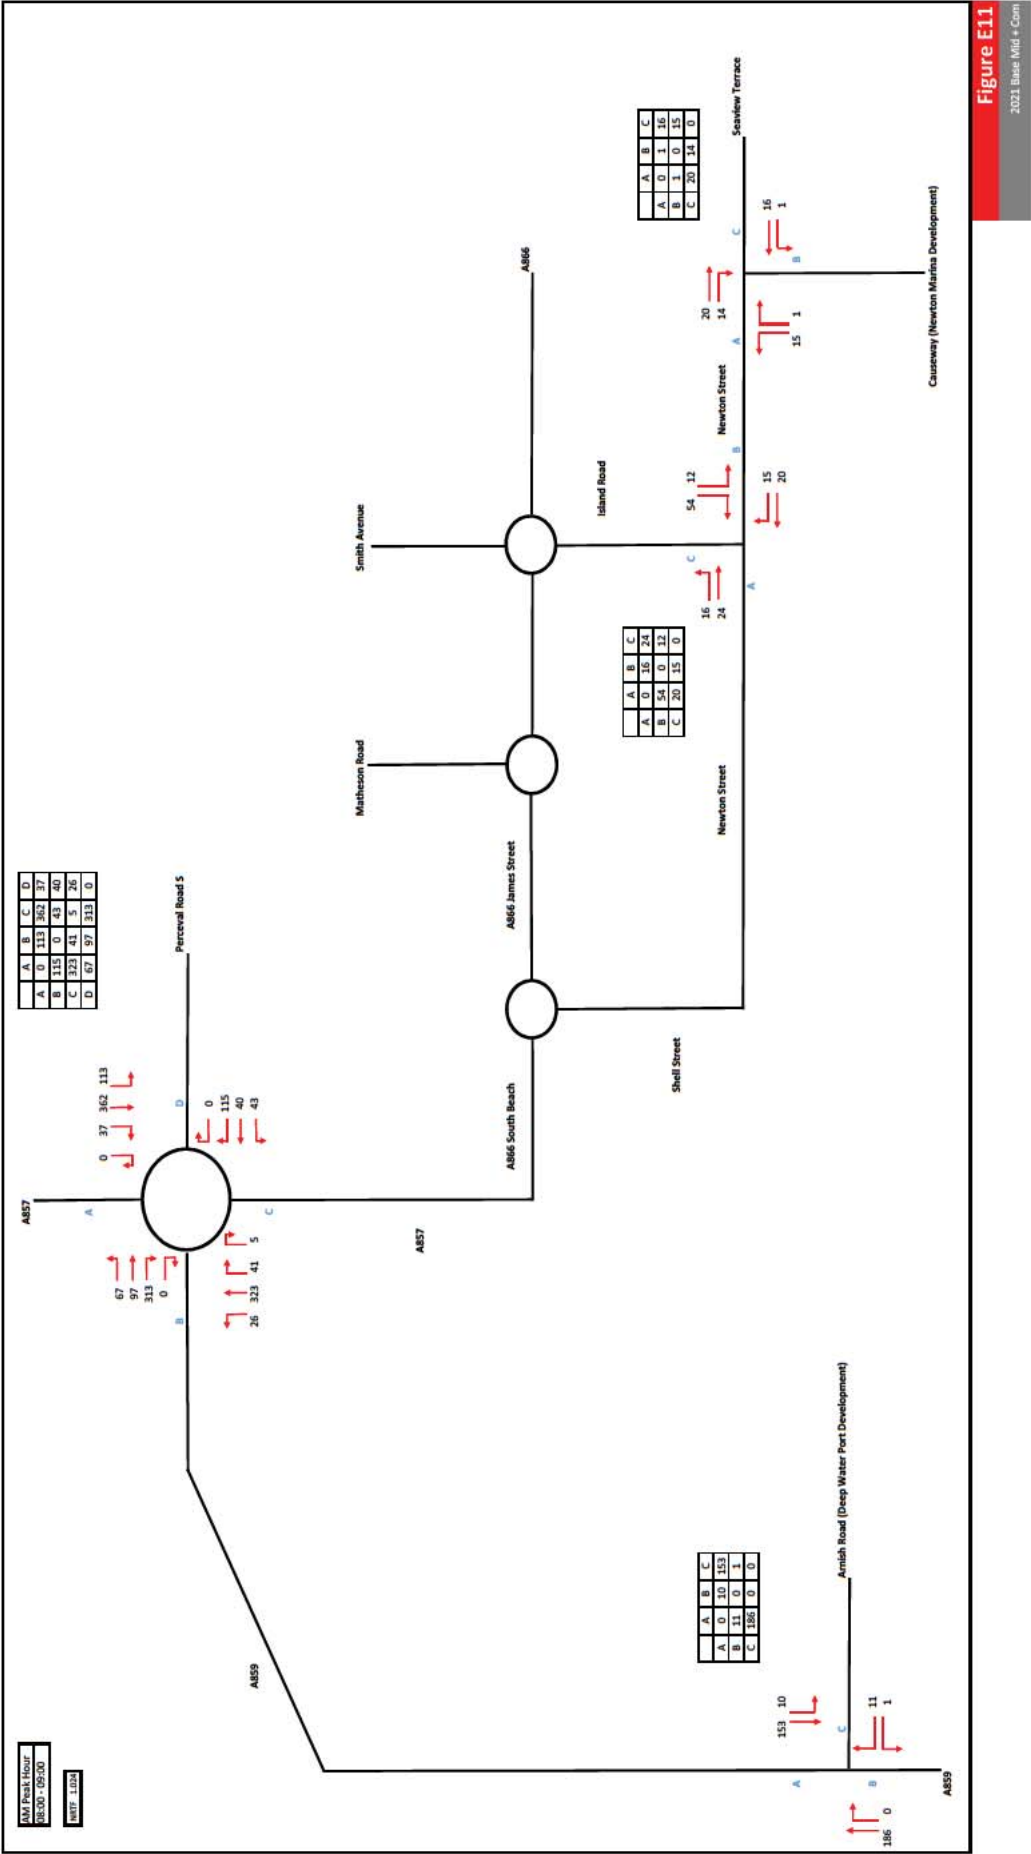 AM Peak Hour
08:00 - 09:00
NRTF 1.024
A857
A
0 37 362 113
A B C D
A 0 113 362 37
B 115 0 43 40
C 323 41 5 26
D 67 97 313 0
67
97
313
0
B
D
Perceval Road S
0
115
40
43
26 323 41 5
C
A857
A859
A866 South Beach
A866 James Street
Matheson Road
Smith Avenue
A866
Island Road
Shell Street
Newton Street
A B C
A 0 16 24
B 54 0 12
C 20 15 0
16
24
C
54 12
A
B
15
20
Newton Street
A B C
A 0 1 16
B 1 0 15
C 20 14 0
20
14
A
C
Seaview Terrace
16
1
B
15 1
Causeway (Newton Marina Development)
A B C
A 0 10 153
B 11 0 1
C 186 0 0
153 10
A
C
Arnish Road (Deep Water Port Development)
11
1
B
186 0
A859
Figure E11
2021 Base Mid + Com